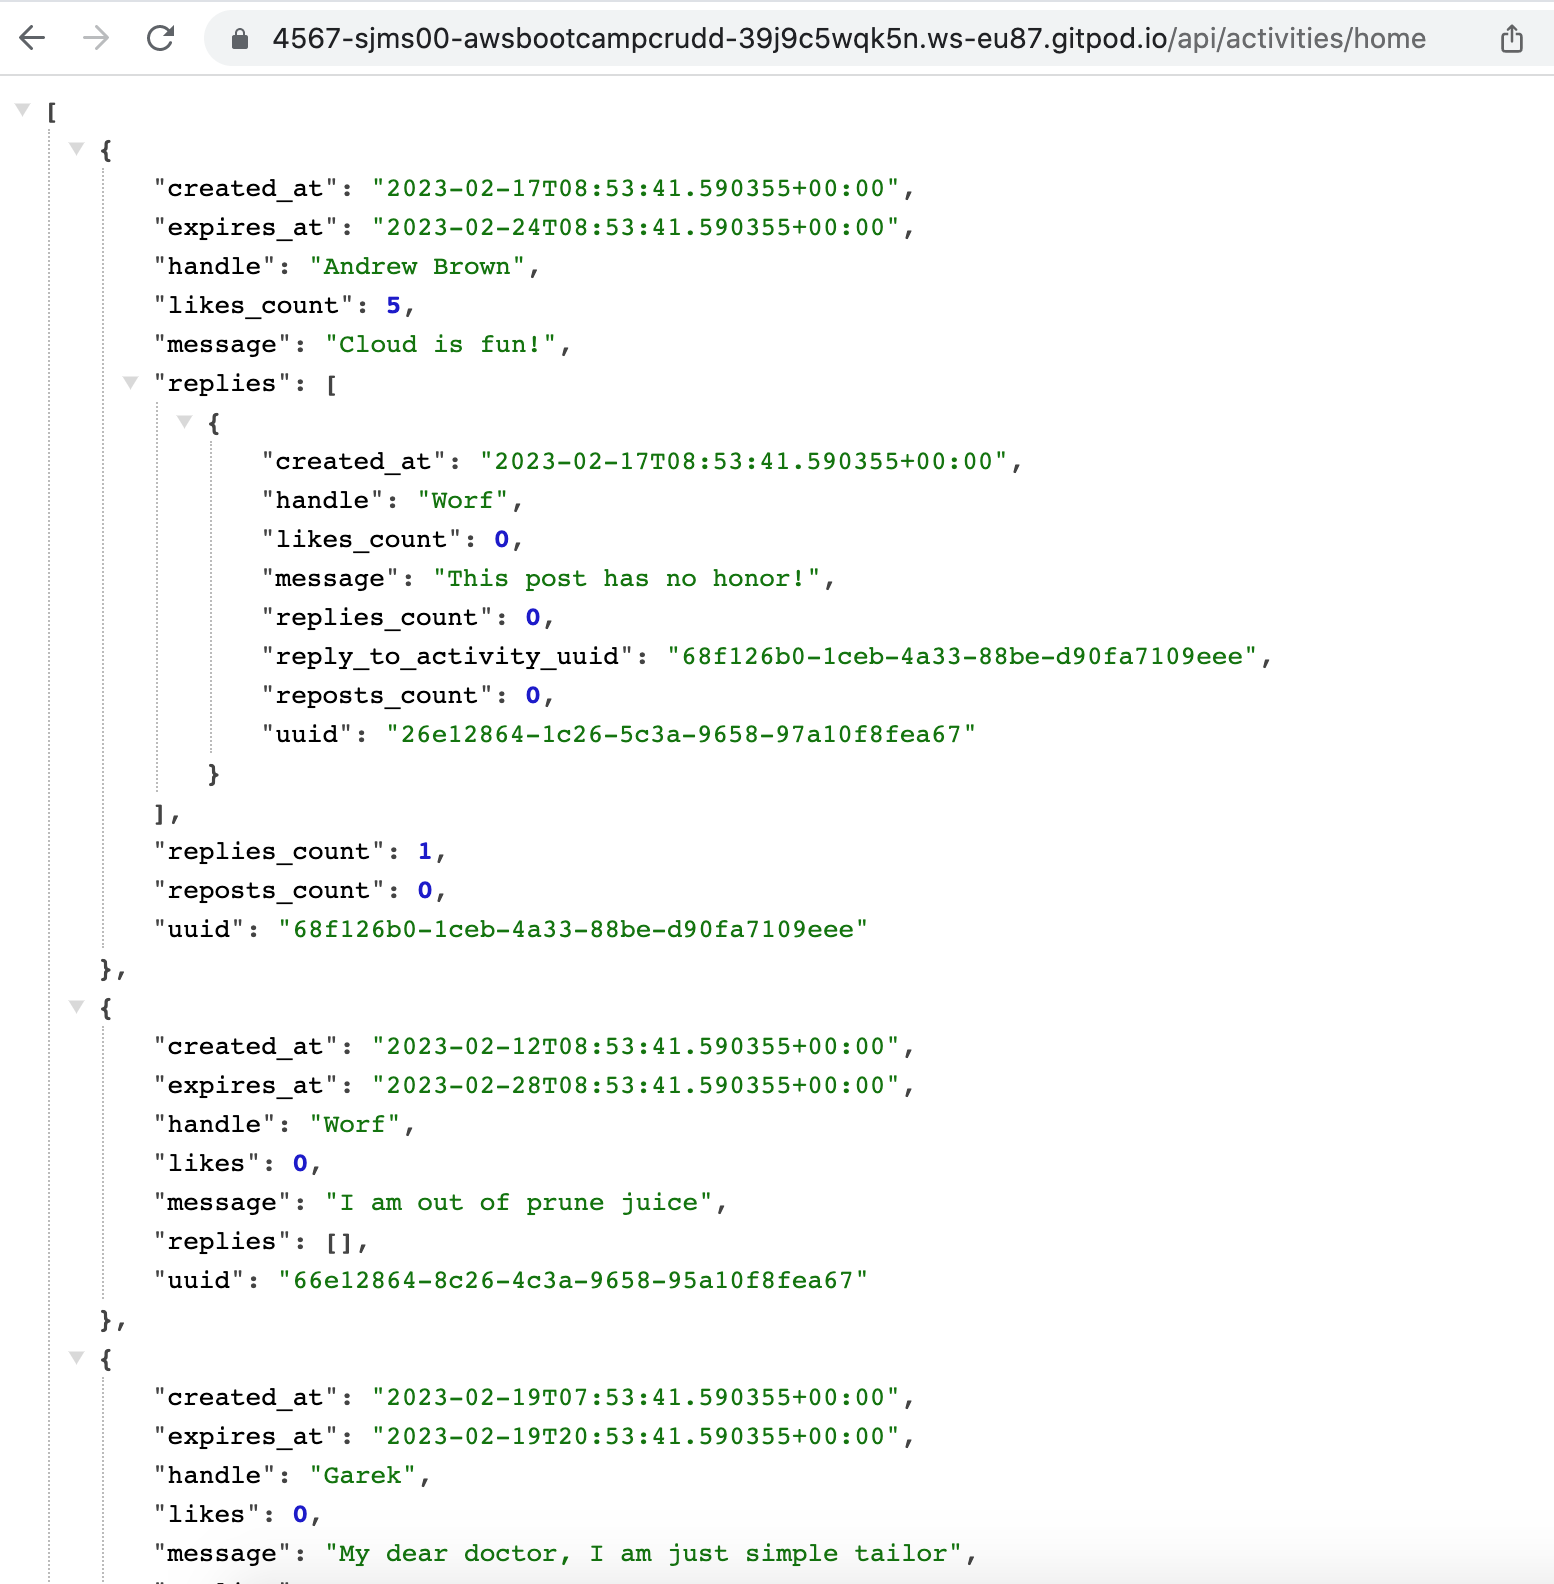 4567-sjms00-awsbootcampcrudd-39j9c5wqk5n.ws-eu87.gitpod.io/api/activities/home
[
{
"created_at": "2023-02-17T08:53:41.590355+00:00",
"expires_at": "2023-02-24T08:53:41.590355+00:00",
"handle": "Andrew Brown",
"likes_count": 5,
"message": "Cloud is fun!",
"replies": [
{
"created_at": "2023-02-17T08:53:41.590355+00:00",
"handle": "Worf",
"likes_count": 0,
"message": "This post has no honor!",
"replies_count": 0,
"reply_to_activity_uuid": "68f126b0-1ceb-4a33-88be-d90fa7109eee",
"reposts_count": 0,
"uuid": "26e12864-1c26-5c3a-9658-97a10f8fea67"
}
],
"replies_count": 1,
"reposts_count": 0,
"uuid": "68f126b0-1ceb-4a33-88be-d90fa7109eee"
},
{
"created_at": "2023-02-12T08:53:41.590355+00:00",
"expires_at": "2023-02-28T08:53:41.590355+00:00",
"handle": "Worf",
"likes": 0,
"message": "I am out of prune juice",
"replies": [],
"uuid": "66e12864-8c26-4c3a-9658-95a10f8fea67"
},
{
"created_at": "2023-02-19T07:53:41.590355+00:00",
"expires_at": "2023-02-19T20:53:41.590355+00:00",
"handle": "Garek",
"likes": 0,
"message": "My dear doctor, I am just simple tailor",